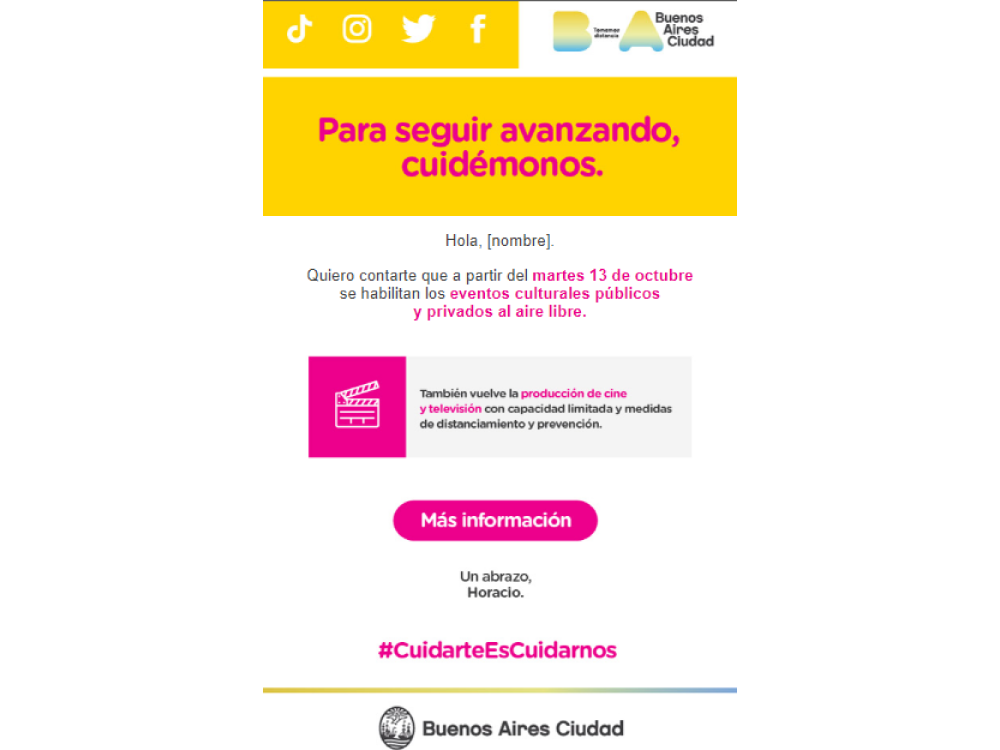 B
Tomemos
distancia
A
Buenos
Aires
Ciudad
Para seguir avanzando,
cuidémonos.
Hola, [nombre].
Quiero contarte que a partir del martes 13 de octubre
se habilitan los eventos culturales públicos
y privados al aire libre.
También vuelve la producción de cine
y televisión con capacidad limitada y medidas
de distanciamiento y prevención.
Más información
Un abrazo,
Horacio.
#CuidarteEsCuidarnos
Buenos Aires Ciudad